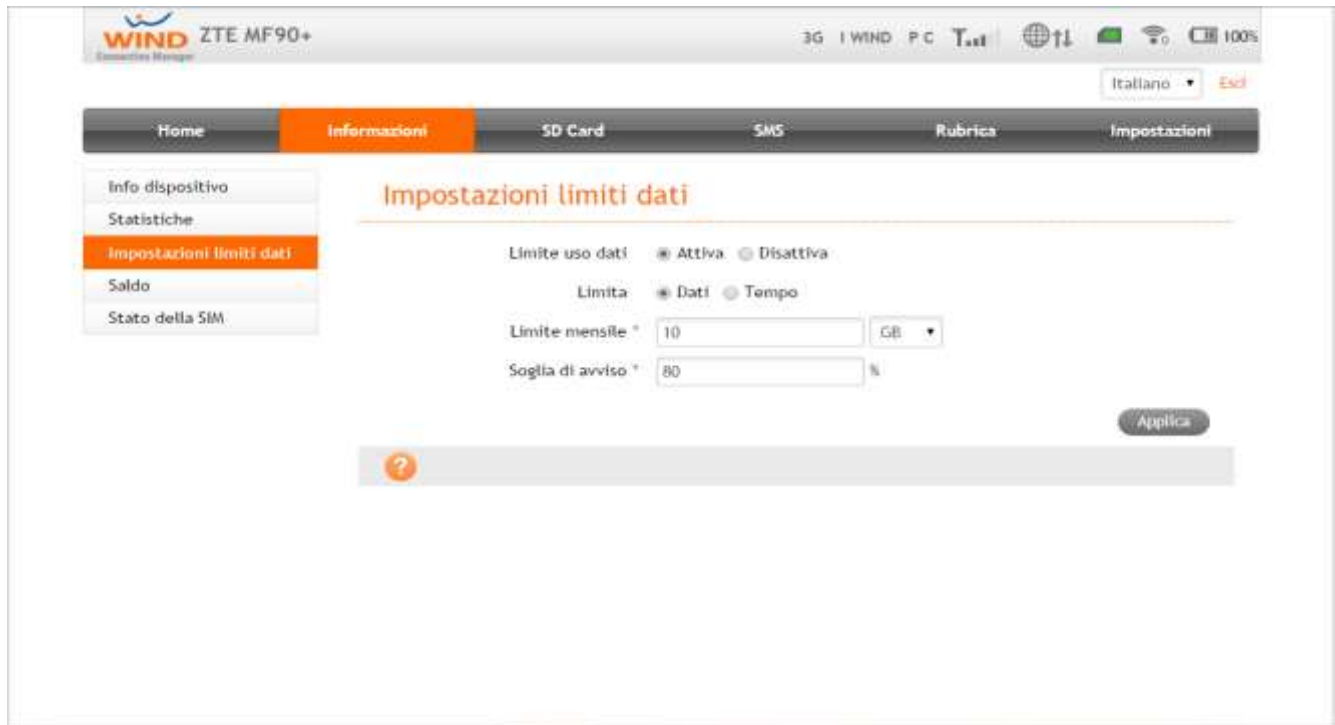 WIND ZTE MF90+
Connection Manager
3G I WIND P C
0
100%
Italiano
Esci
Home Informazioni SD Card SMS Rubrica Impostazioni
Info dispositivo
Statistiche
Impostazioni limiti dati
Saldo
Stato della SIM
Impostazioni limiti dati
Limite uso dati Attiva Disattiva
Limita Dati Tempo
Limite mensile * 10 GB
Soglia di avviso * 80 %
Applica
?